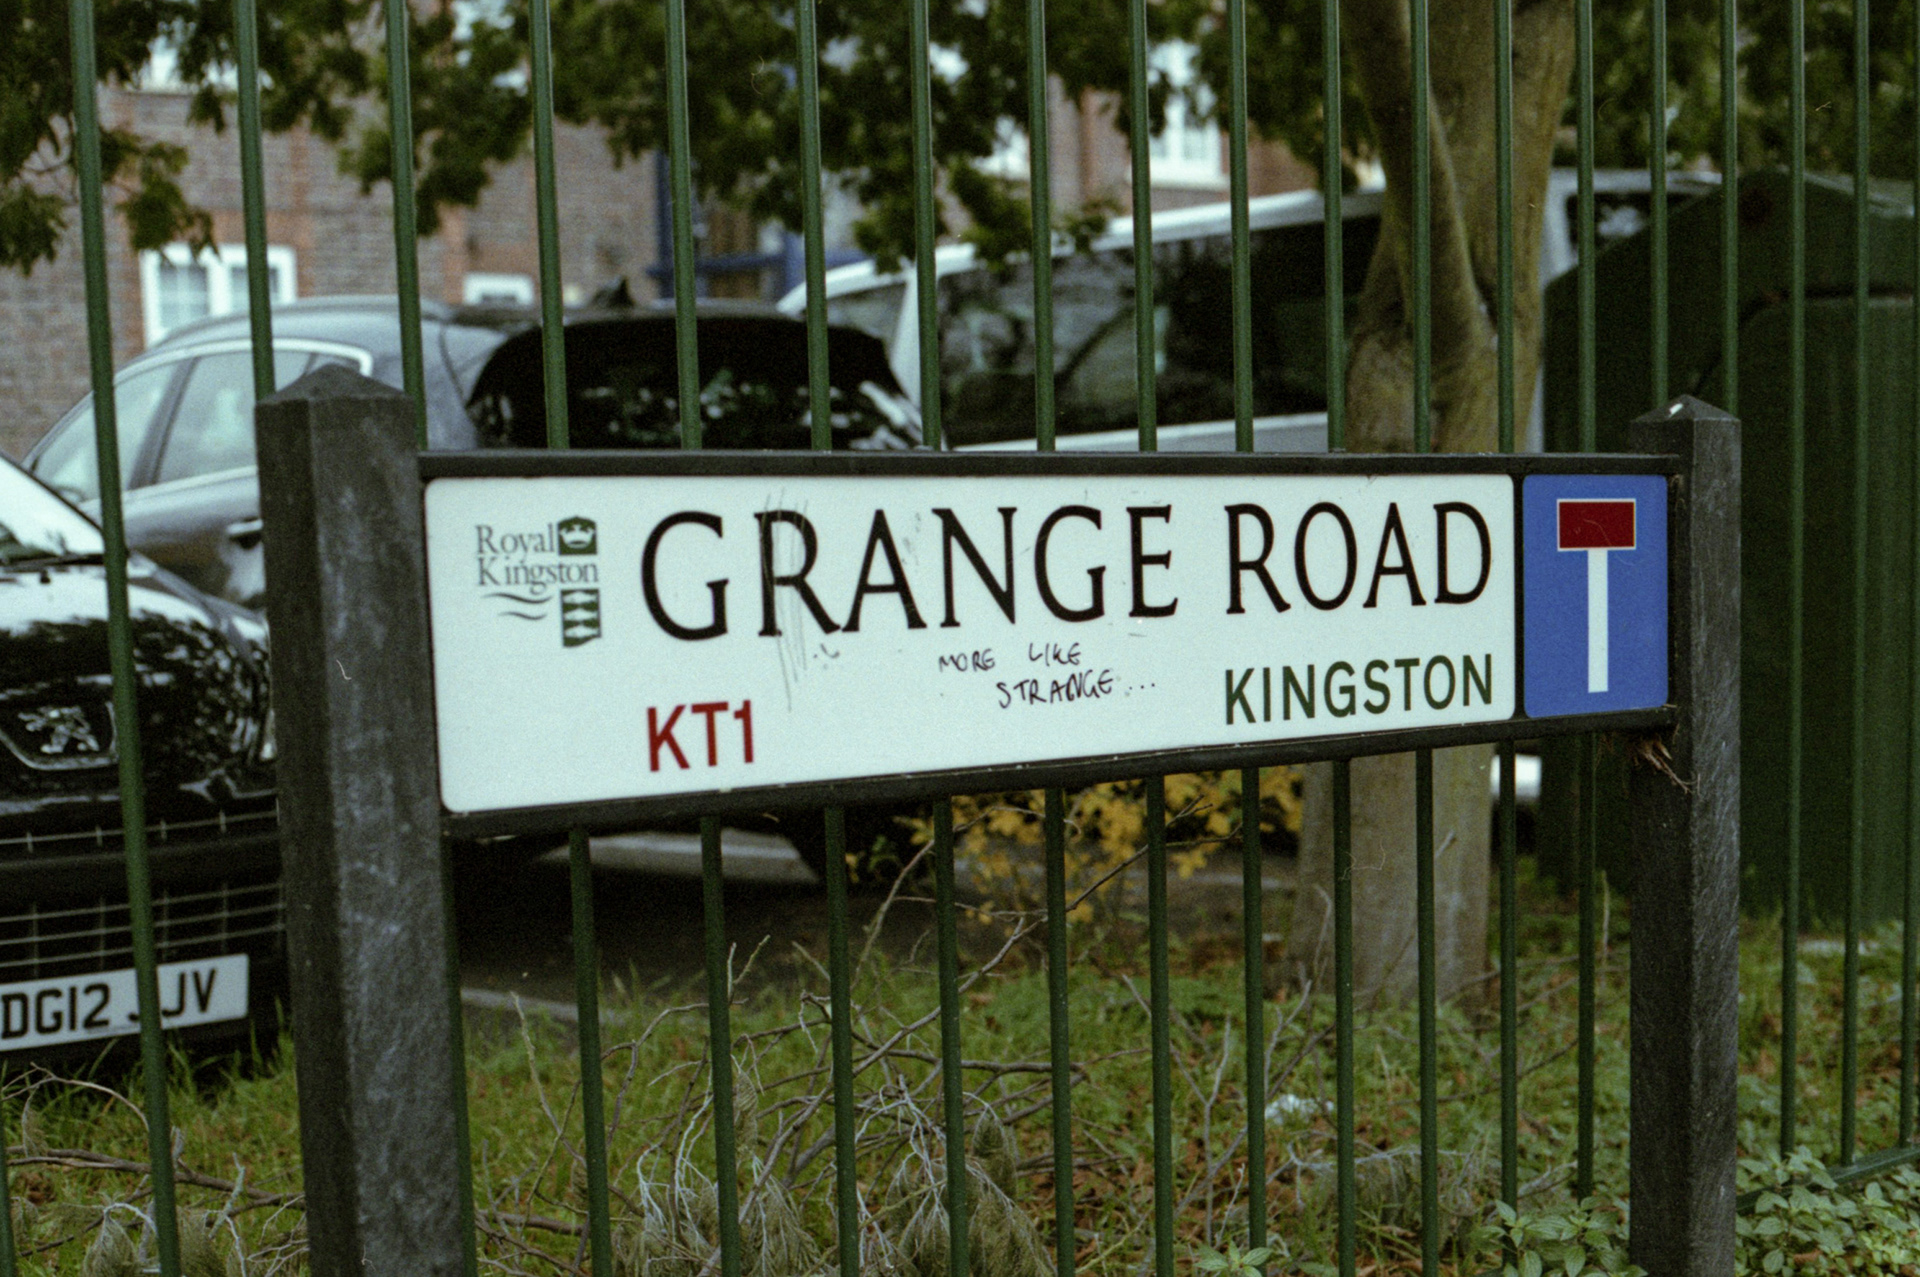 Royal
Kingston
GRANGE ROAD
MORE LIKE
STRANGE...
KT1
KINGSTON
DG12 JJV